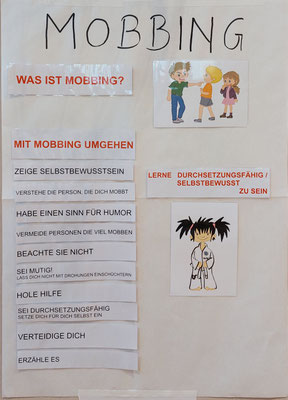 MOBBING
WAS IST MOBBING?
MIT MOBBING UMGEHEN
ZEIGE SELBSTBEWUSSTSEIN
VERSTEHE DIE PERSON, DIE DICH MOBBT
HABE EINEN SINN FÜR HUMOR
VERMEIDE PERSONEN DIE VIEL MOBBEN
BEACHTE SIE NICHT
SEI MUTIG!
LASS DICH NICHT MIT DROHUNGEN EINSCHÜCHTERN
HOLE HILFE
SEI DURCHSETZUNGSFÄHIG
SETZE DICH FÜR DICH SELBST EIN
VERTEIDIGE DICH
ERZÄHLE ES
LERNE DURCHSETZUNGSFÄHIG /
SELBSTBEWUSST
ZU SEIN